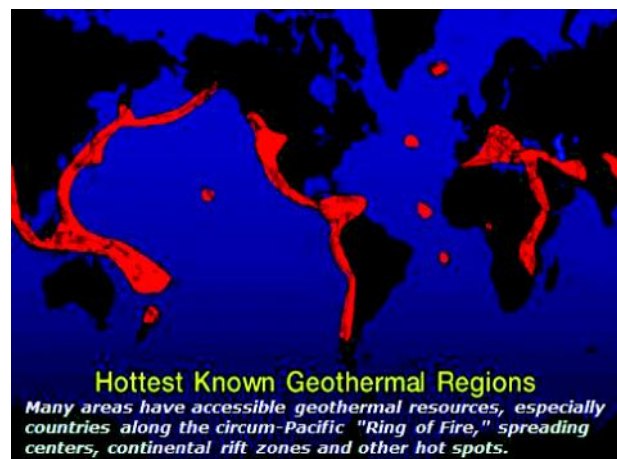 Hottest Known Geothermal Regions
Many areas have accessible geothermal resources, especially
countries along the circum-Pacific "Ring of Fire," spreading
centers, continental rift zones and other hot spots.